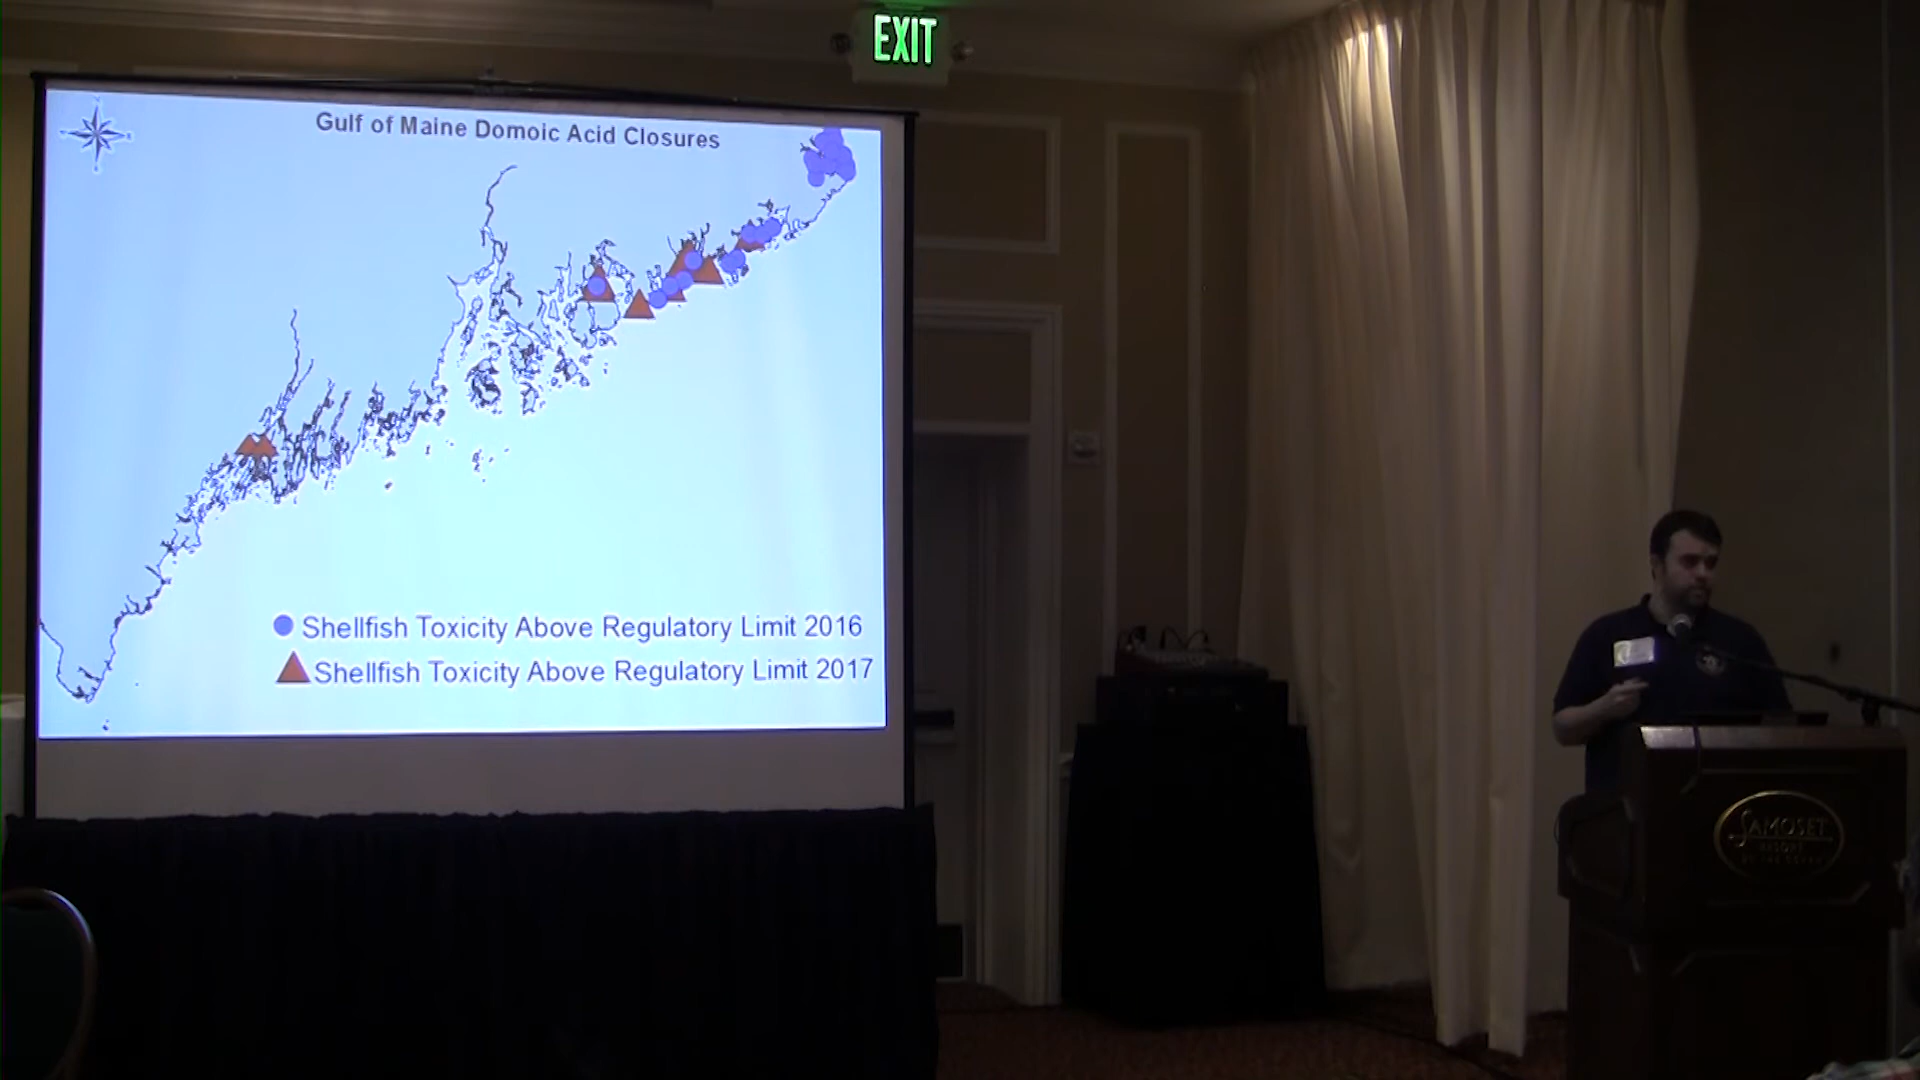 EXIT
Gulf of Maine Domoic Acid Closures
Shellfish Toxicity Above Regulatory Limit 2016
Shellfish Toxicity Above Regulatory Limit 2017
SAMOSET
RESORT